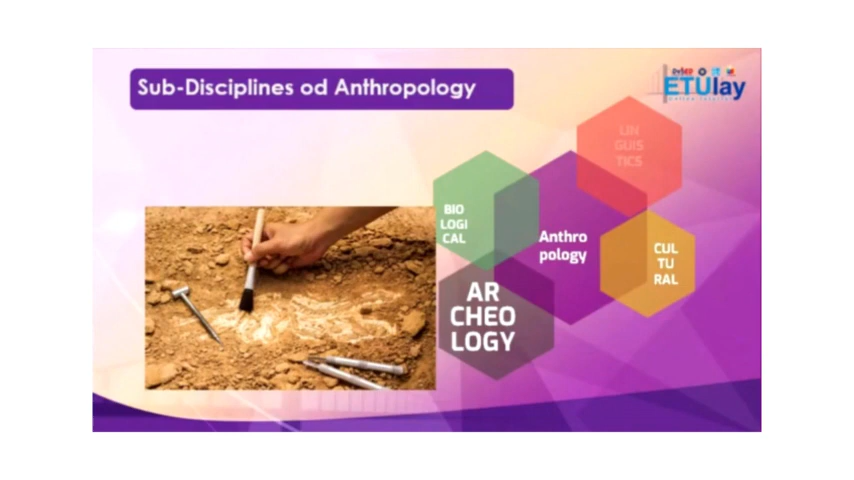 Sub-Disciplines od Anthropology
ETUlay
LIN
GUIS
TICS
BIO
LOGI
CAL
Anthro
pology
CUL
TU
RAL
AR
CHEO
LOGY